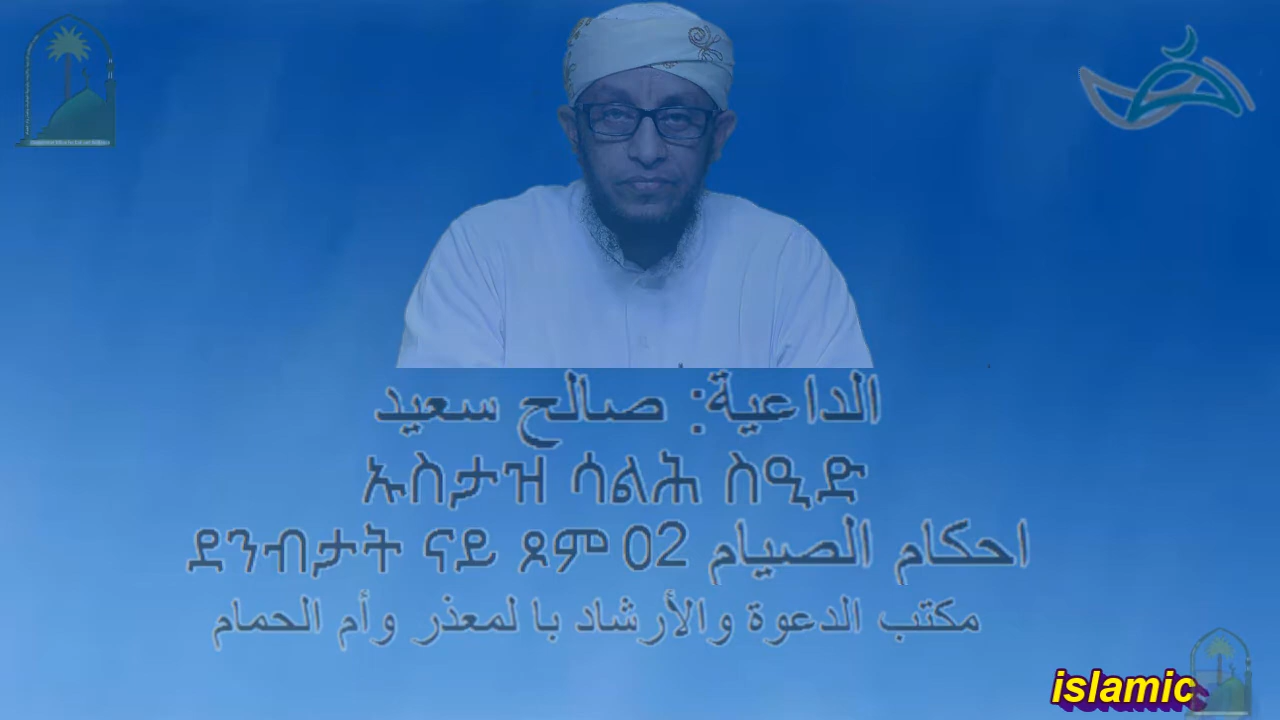 الداعية: صالح سعيد
ኡስታዝ ሳልሕ ስዒድ
احكام الصيام 02 ደንብታት ናይ ጾም
مكتب الدعوة والأرشاد با لمعذر وأم الحمام
islamic